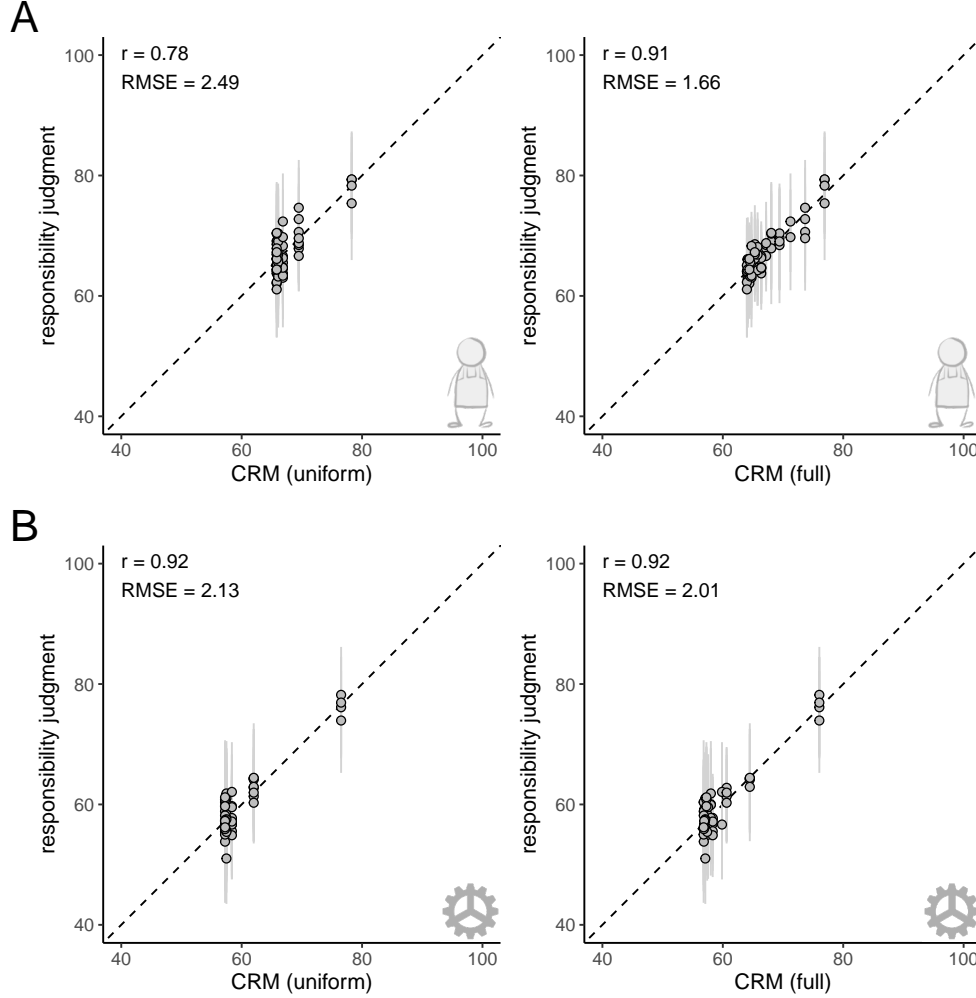 A
r = 0.78
RMSE = 2.49
100
80
60
40
responsibility judgment
40 60 80 100
CRM (uniform)
r = 0.91
RMSE = 1.66
100
80
60
40
responsibility judgment
40 60 80 100
CRM (full)
B
r = 0.92
RMSE = 2.13
100
80
60
40
responsibility judgment
40 60 80 100
CRM (uniform)
r = 0.92
RMSE = 2.01
100
80
60
40
responsibility judgment
40 60 80 100
CRM (full)